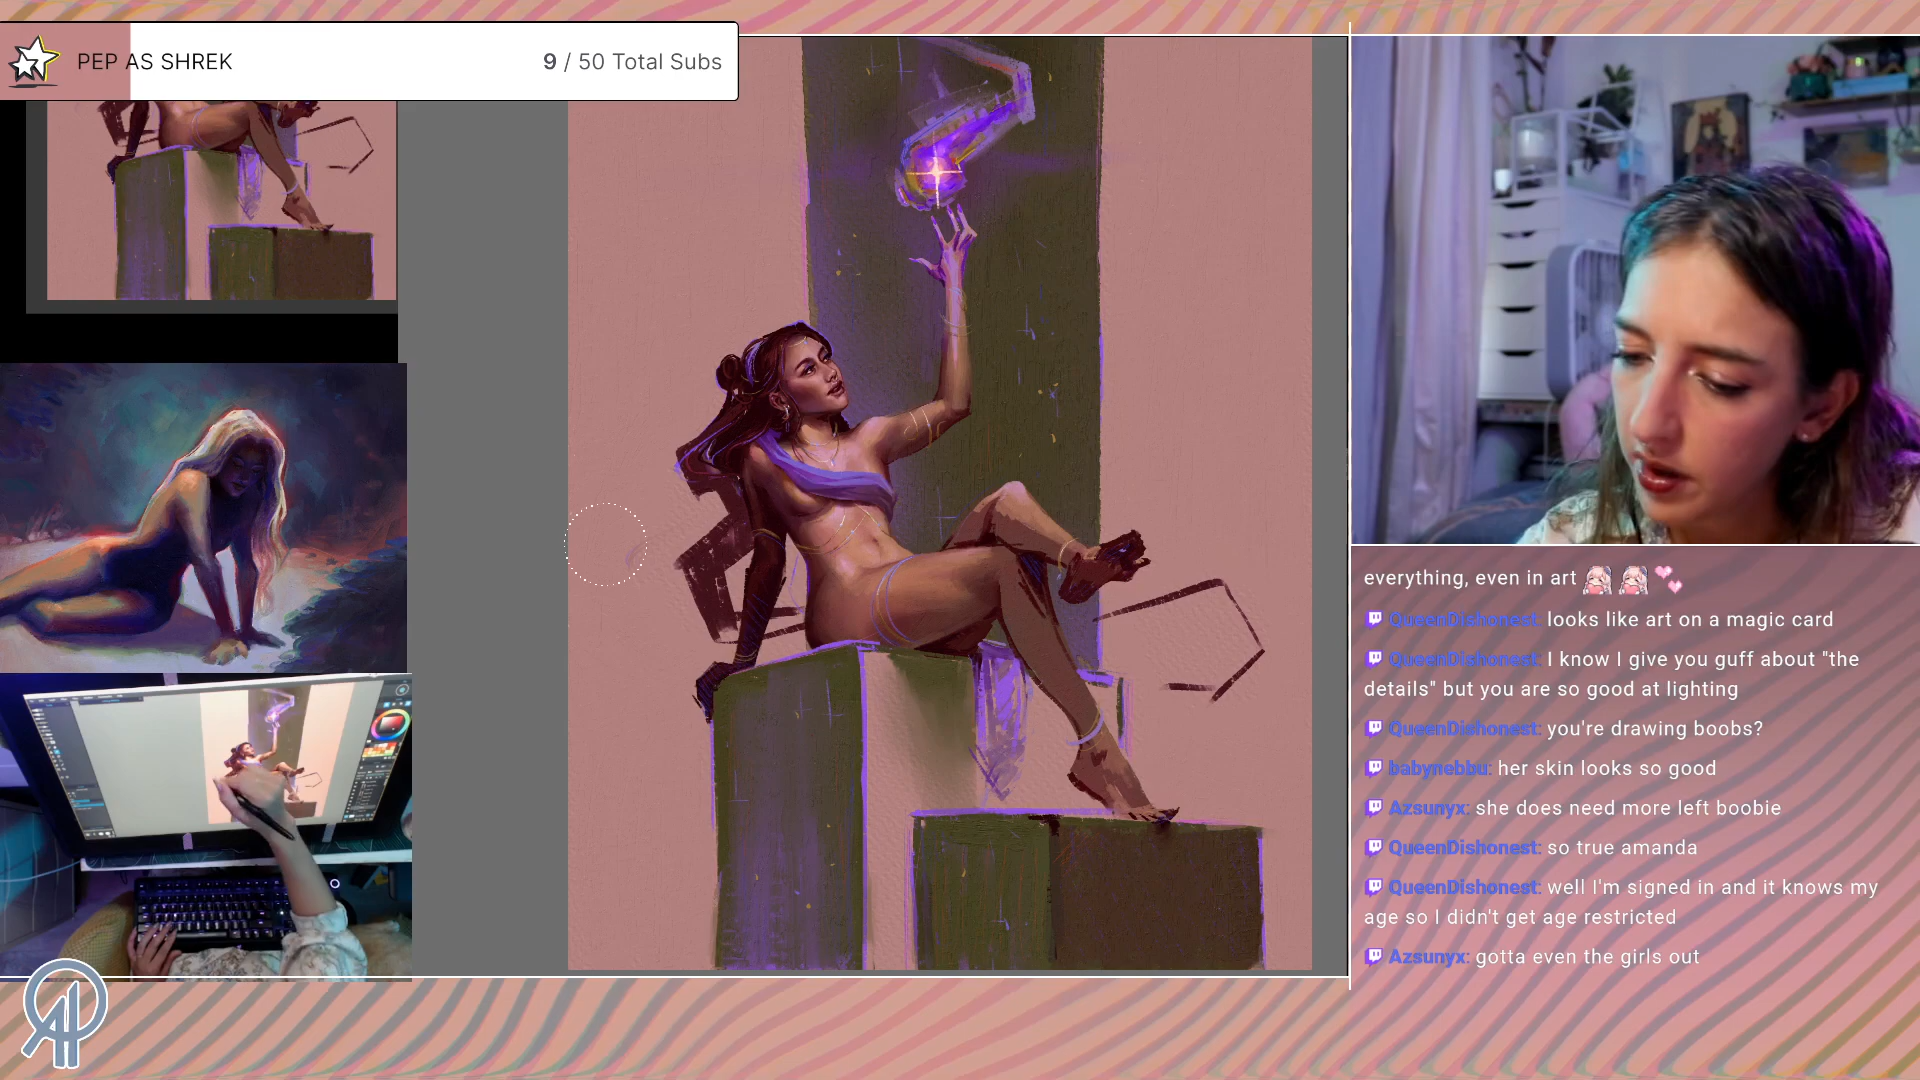 PEP AS SHREK
9 / 50 Total Subs
everything, even in art
QueenDishonest: looks like art on a magic card
QueenDishonest: I know I give you guff about "the
details" but you are so good at lighting
QueenDishonest: you're drawing boobs?
babynebbu: her skin looks so good
Azsunyx: she does need more left boobie
QueenDishonest: so true amanda
QueenDishonest: well I'm signed in and it knows my
age so I didn't get age restricted
Azsunyx: gotta even the girls out